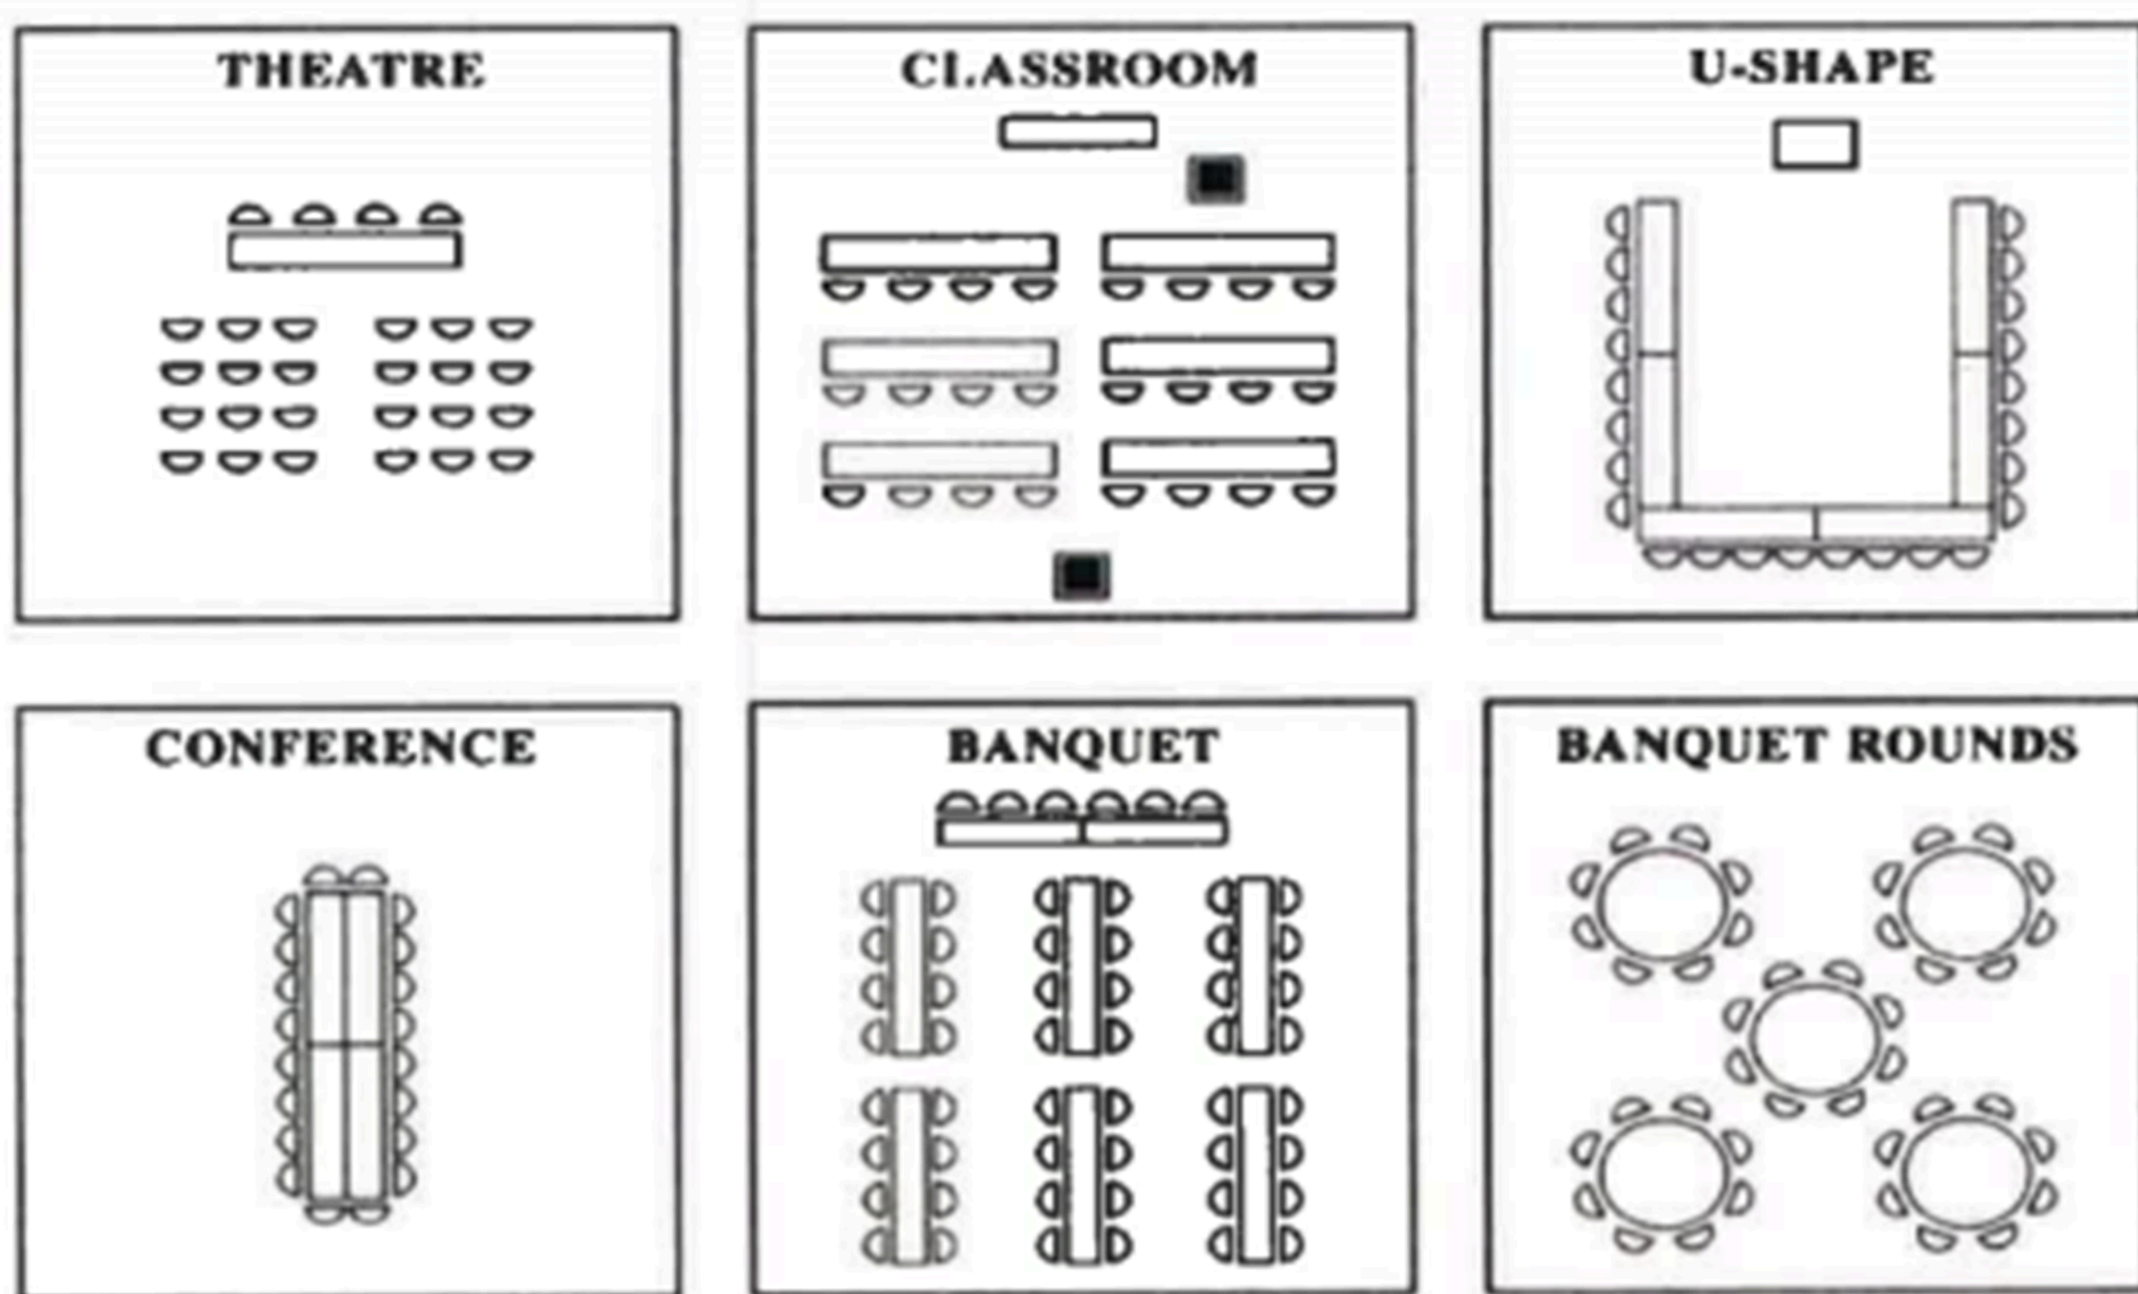 THEATRE
CLASSROOM
U-SHAPE
CONFERENCE
BANQUET
BANQUET ROUNDS